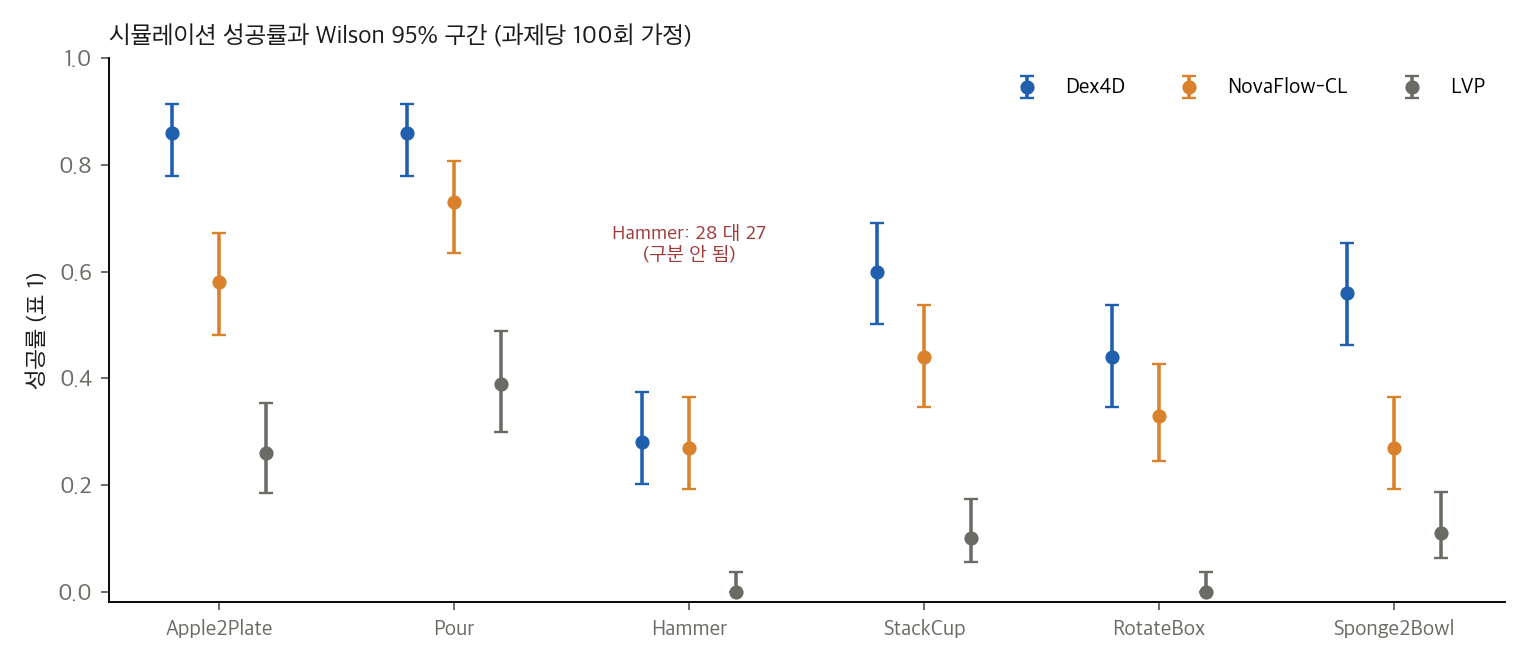 시뮬레이션 성공률과 Wilson 95% 구간 (과제당 100회 가정)
Dex4D NovaFlow-CL LVP
성공률 (표 1)
1.0
0.8
0.6
0.4
0.2
0.0
Hammer: 28 대 27
(구분 안 됨)
Apple2Plate Pour Hammer StackCup RotateBox Sponge2Bowl